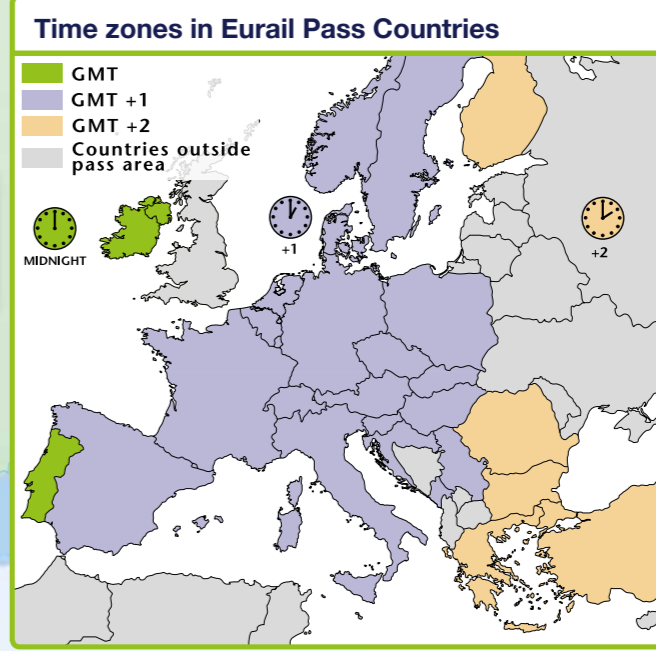 Time zones in Eurail Pass Countries
GMT
GMT +1
GMT +2
Countries outside
pass area
MIDNIGHT
+1
+2